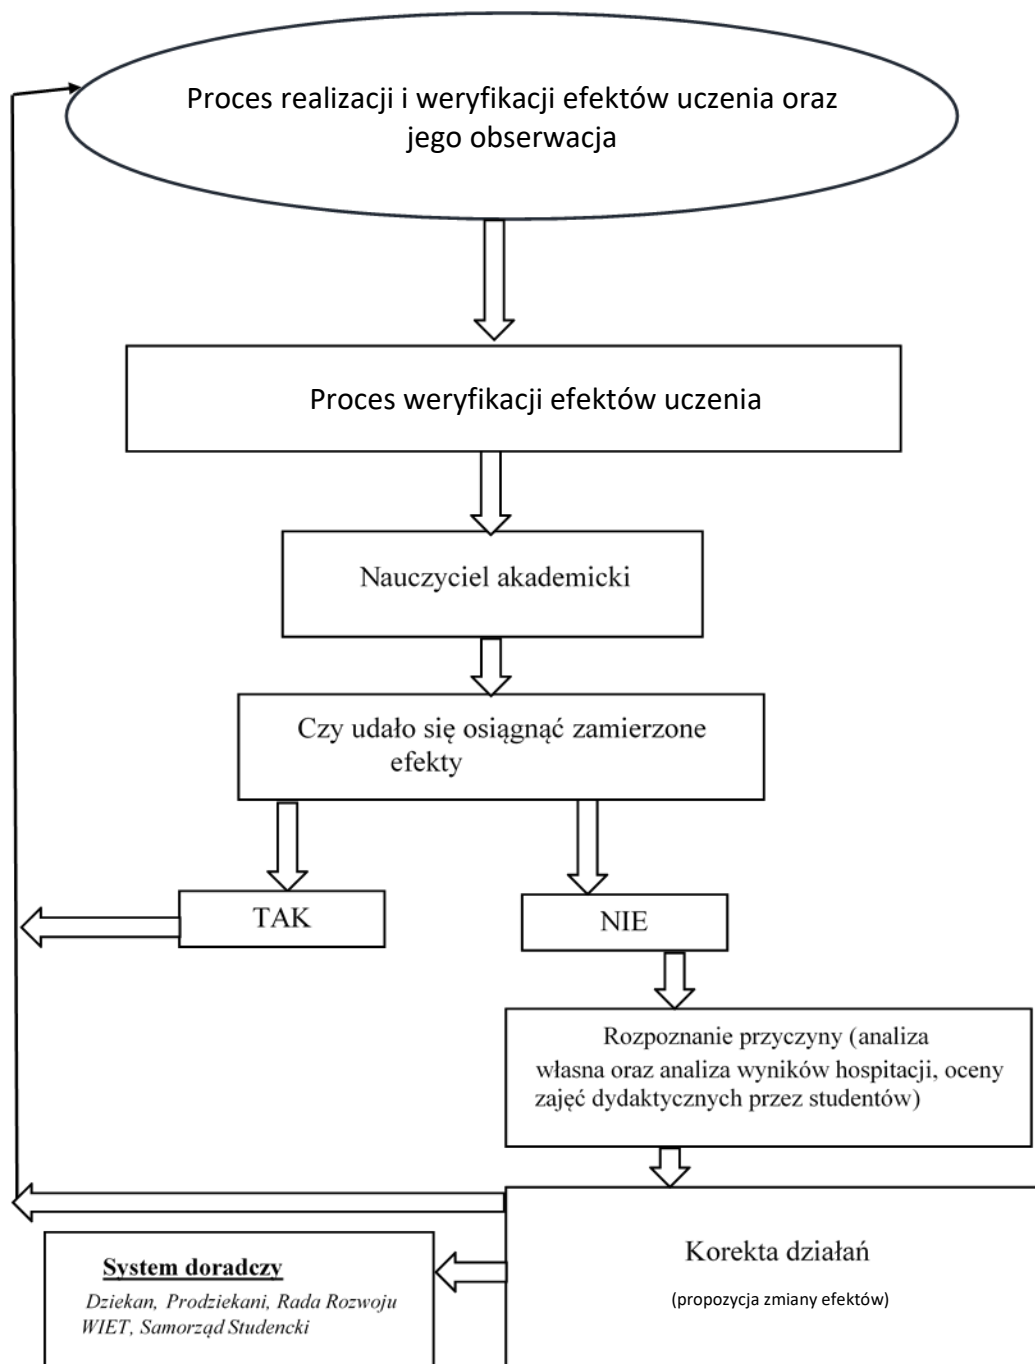 Proces realizacji i weryfikacji efektów uczenia oraz
jego obserwacja
Proces weryfikacji efektów uczenia
Nauczyciel akademicki
Czy udało się osiągnąć zamierzone
efekty
TAK
NIE
Rozpoznanie przyczyny (analiza
własna oraz analiza wyników hospitacji, oceny
zajęć dydaktycznych przez studentów)
Korekta działań
(propozycja zmiany efektów)
System doradczy
Dziekan, Prodziekani, Rada Rozwoju
WIET, Samorząd Studencki